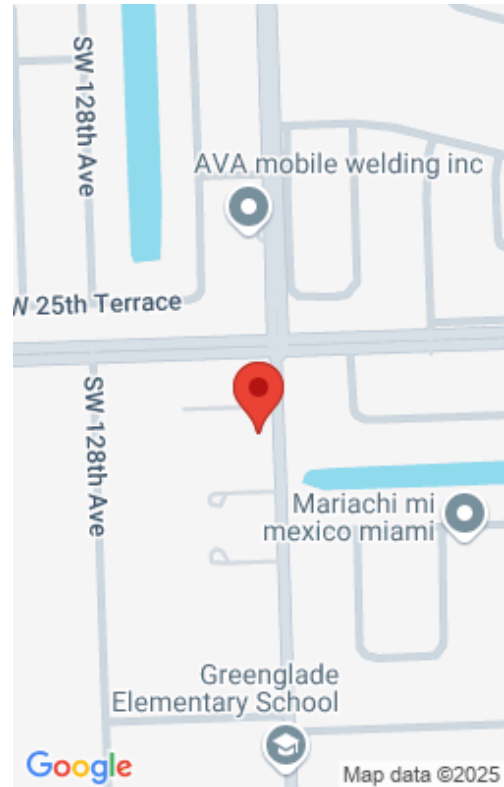 SW 128th Ave
AVA mobile welding inc
W 25th Terrace
SW 128th Ave
Mariachi mi
mexico miami
Greenglade
Elementary School
Google
Map data ©2025